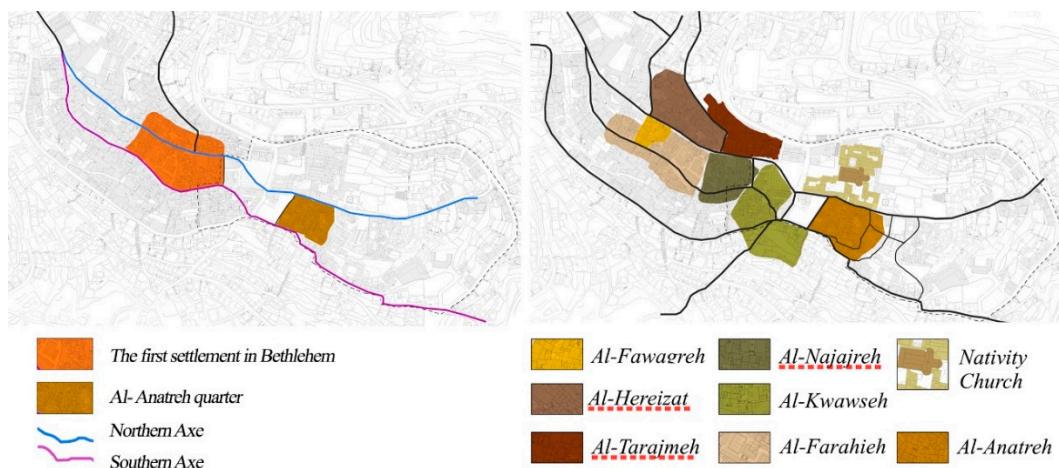 The first settlement in Bethlehem
Al- Anatreh quarter
Northern Axe
Southern Axe
Al-Fawagreh
Al-Hereizat
Al-Tarajmeh
Al-Najajreh
Al-Kwawseh
Al-Farahieh
Nativity
Church
Al-Anatreh